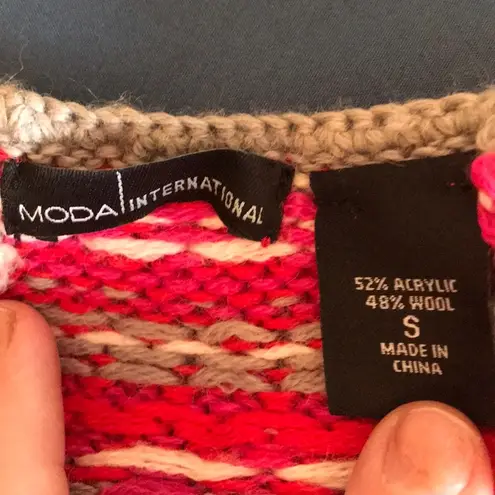 MODA INTERNATIONAL
52% ACRYLIC
48% WOOL
S
MADE IN
CHINA